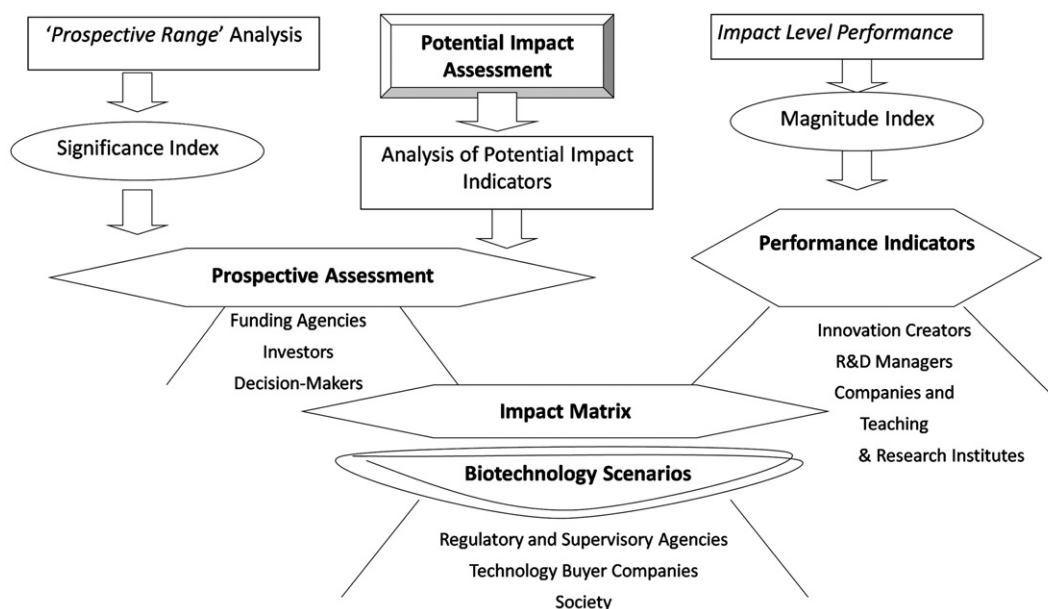 ‘Prospective Range’ Analysis
Potential Impact
Assessment
Impact Level Performance
Significance Index
Analysis of Potential Impact
Indicators
Magnitude Index
Prospective Assessment
Performance Indicators
Funding Agencies
Investors
Decision-Makers
Innovation Creators
R&D Managers
Companies and
Teaching
& Research Institutes
Impact Matrix
Biotechnology Scenarios
Regulatory and Supervisory Agencies
Technology Buyer Companies
Society